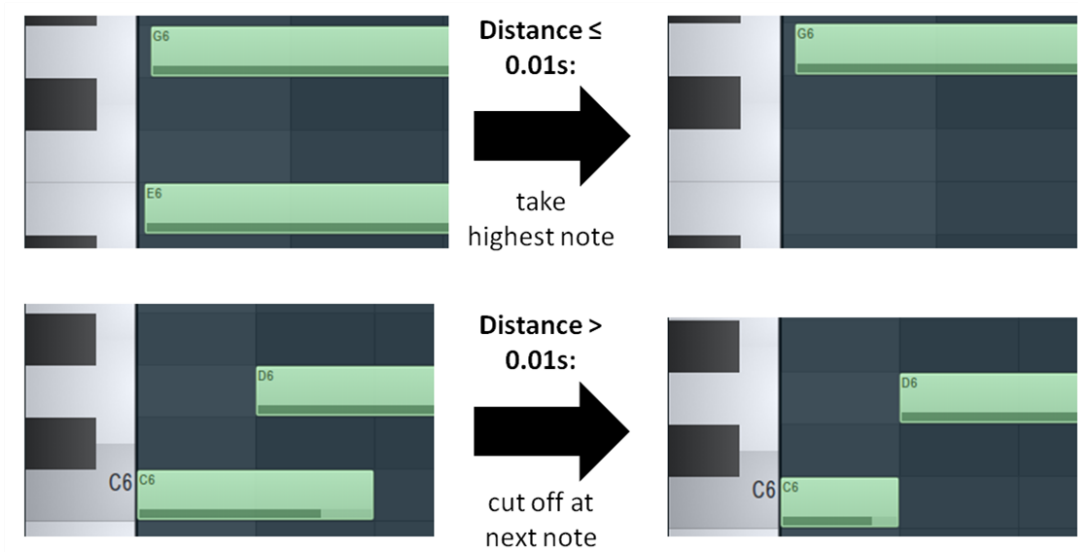 G6
E6
Distance ≤
0.01s:
take
highest note
G6
D6
C6 C6
Distance >
0.01s:
cut off at
next note
D6
C6 C6